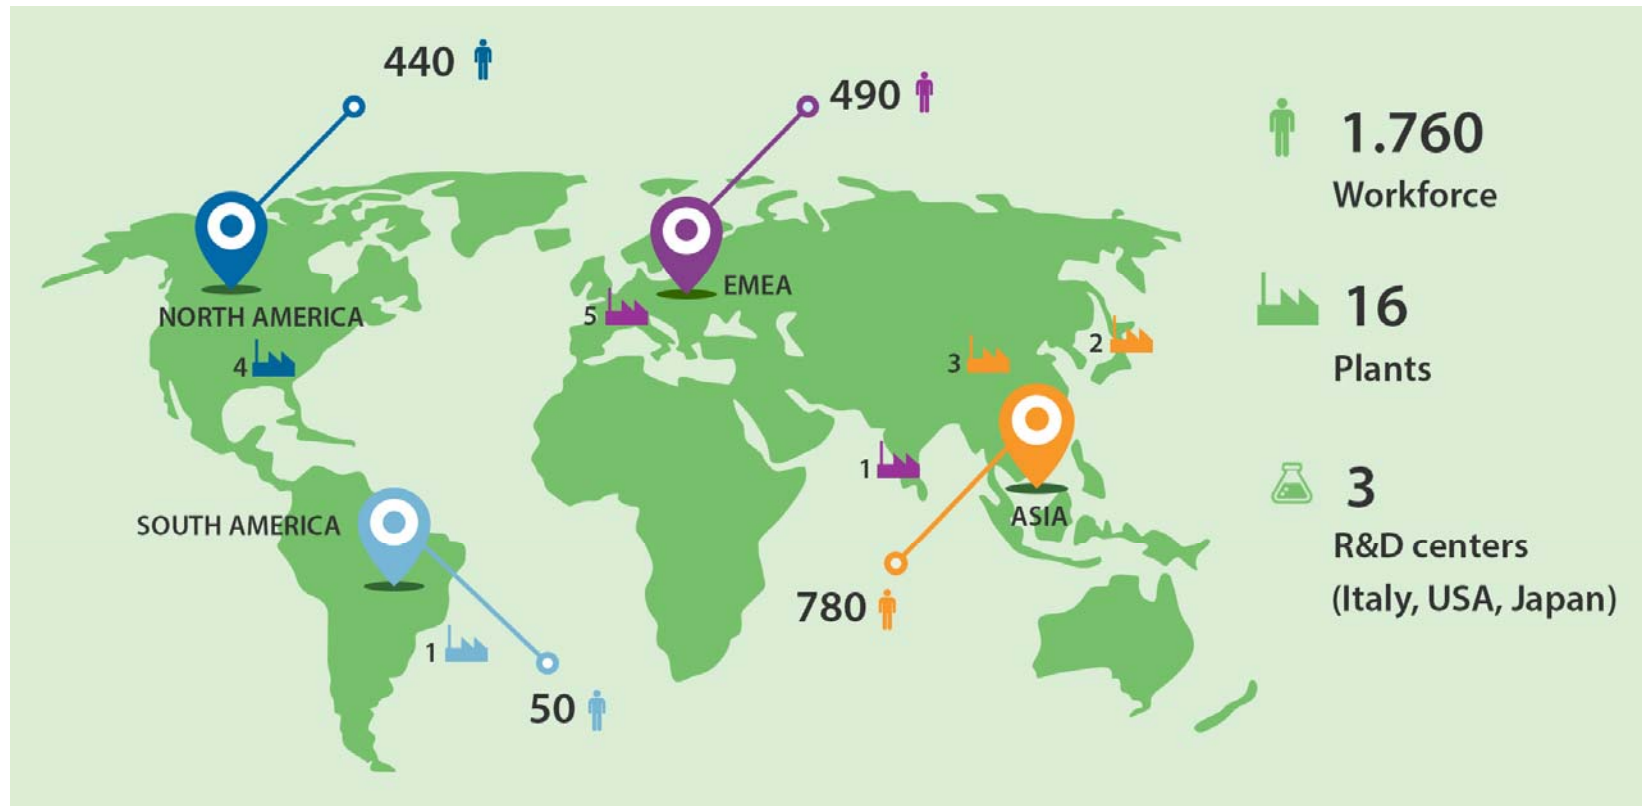 440
490
NORTH AMERICA
4
EMEA
5
3
2
1
ASIA
780
SOUTH AMERICA
1
50
1.760
Workforce
16
Plants
3
R&D centers
(Italy, USA, Japan)